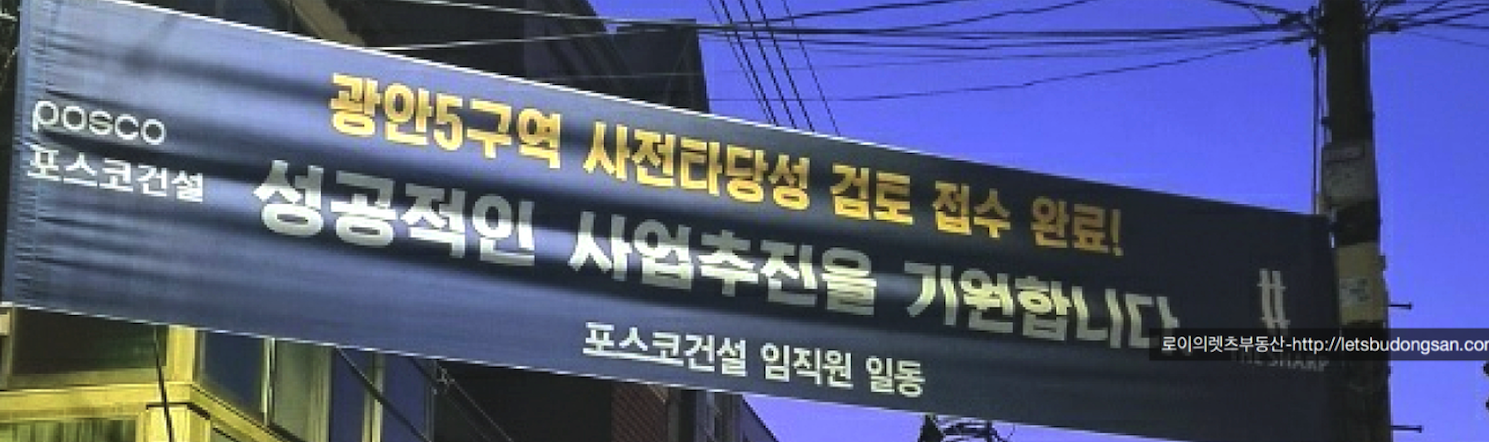 posco
포스코건설
광안5구역 사전타당성 검토 접수 완료!
성공적인 사업추진을 기원합니다
포스코건설 임직원 일동
THE SHARP
로이의렛츠부동산-http://letsbudongsan.com